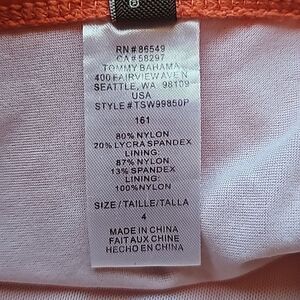 ®
RN#86549
CA#58297
TOMMY BAHAMA
400 FAIRVIEW AVE N
SEATTLE, WA 98109
USA
STYLE#TSW99850P
161
80% NYLON
20% LYCRA SPANDEX
LINING:
87% NYLON
13% SPANDEX
LINING:
100% NYLON
SIZE/TAILLE/TALLA
4
MADE IN CHINA
FAIT AUX CHINE
HECHO EN CHINA